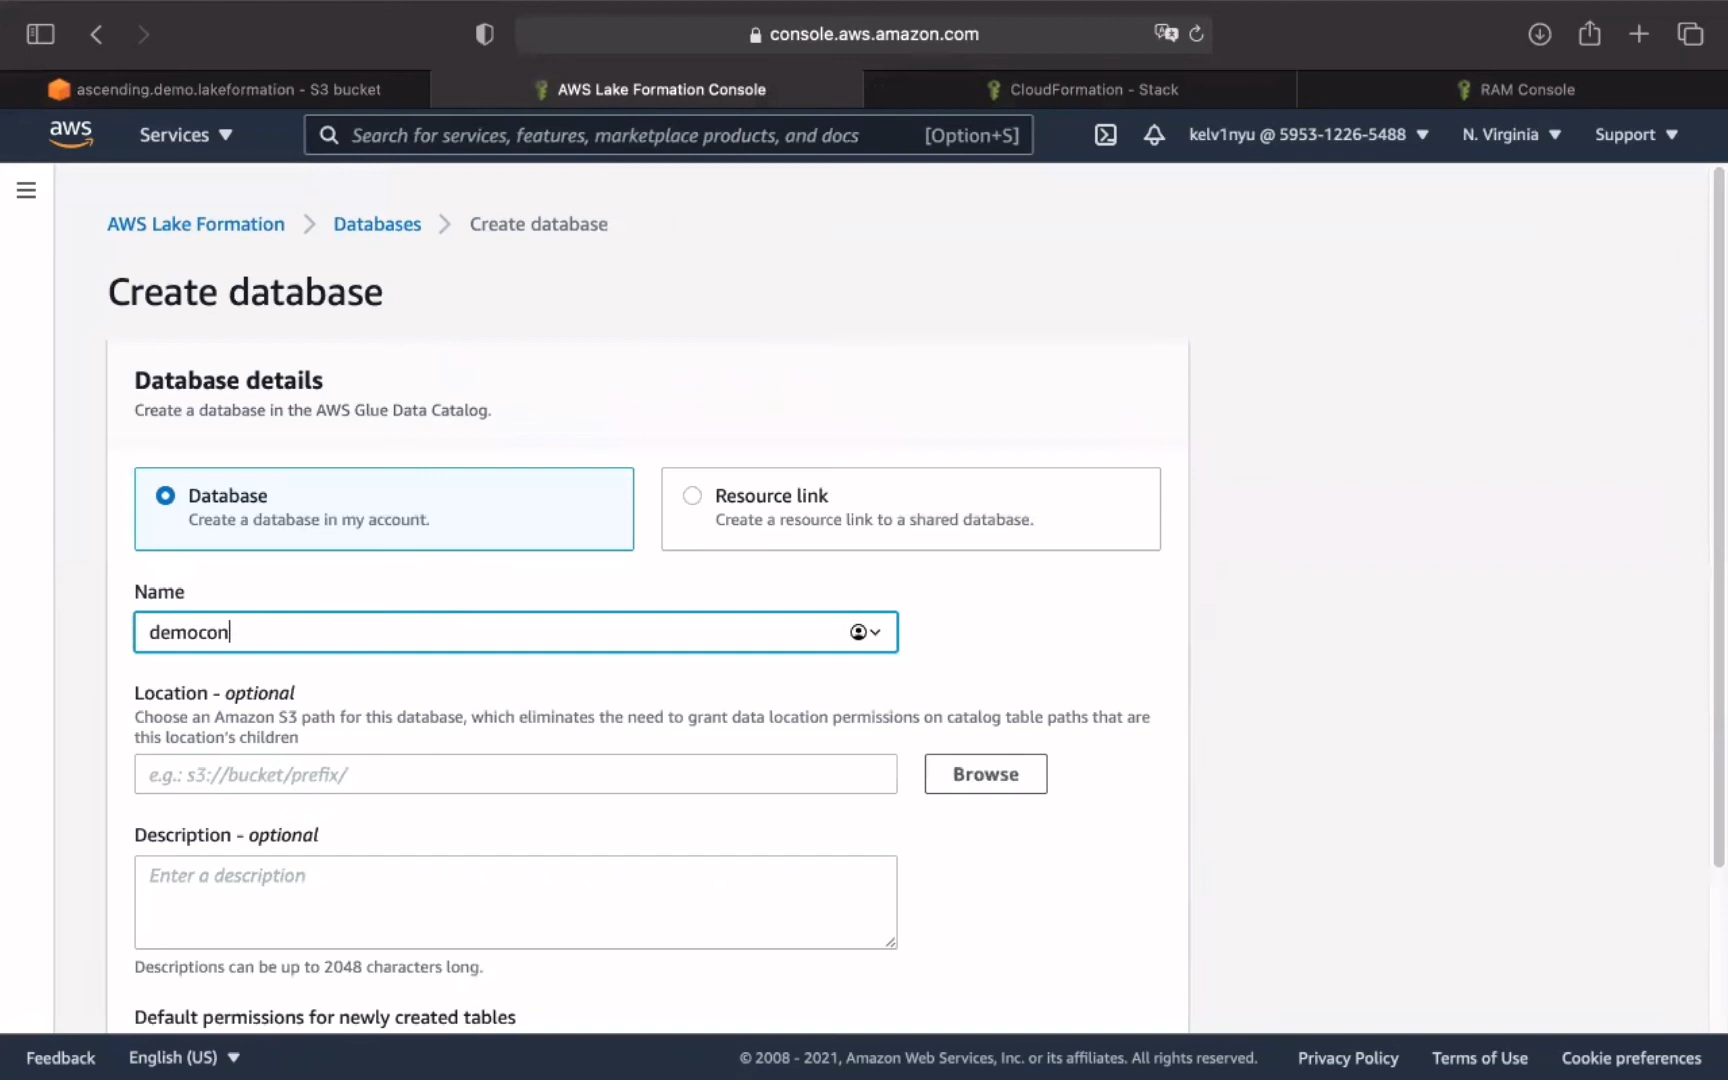 console.aws.amazon.com
ascending.demo.lakeformation - S3 bucket
AWS Lake Formation Console
CloudFormation - Stack
RAM Console
aws
Services
Search for services, features, marketplace products, and docs
[Option+S]
kelv1nyu @ 5953-1226-5488
N. Virginia
Support
AWS Lake Formation
Databases
Create database
Create database
Database details
Create a database in the AWS Glue Data Catalog.
Database
Create a database in my account.
Resource link
Create a resource link to a shared database.
Name
democon
Location - optional
Choose an Amazon S3 path for this database, which eliminates the need to grant data location permissions on catalog table paths that are
this location's children
e.g.: s3://bucket/prefix/
Browse
Description - optional
Enter a description
Descriptions can be up to 2048 characters long.
Default permissions for newly created tables
Feedback
English (US)
© 2008 - 2021, Amazon Web Services, Inc. or its affiliates. All rights reserved.
Privacy Policy
Terms of Use
Cookie preferences